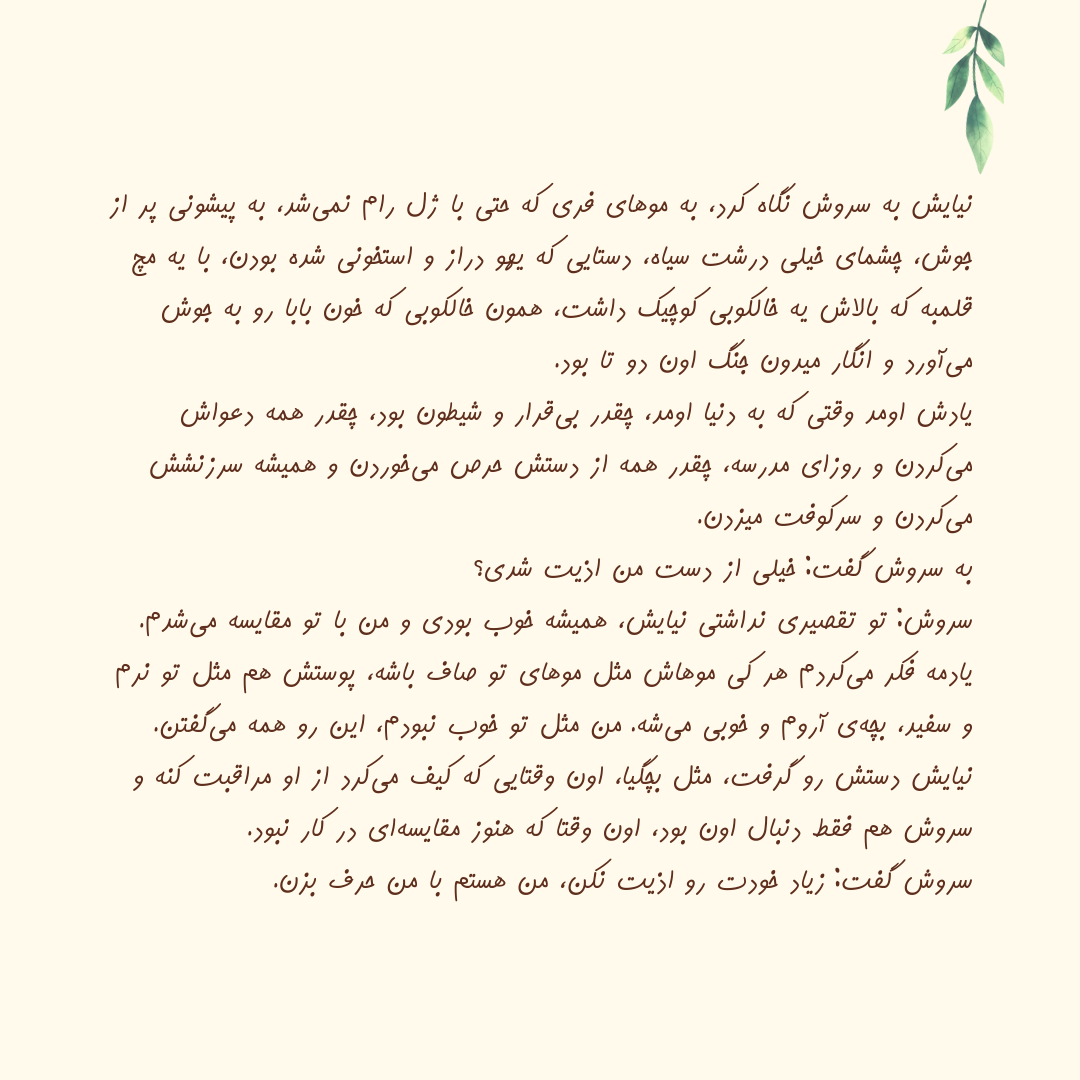 نیایش به سروش نگاه کرد، به موهای فری که حتی با ژل رام نمی‌شد، به پیشونی پر از
جوش، چشمای خیلی درشت سیاه، دستایی که یهو دراز و استخونی شده بودن، با یه مچ
قلمبه که بالاش یه خالکوبی کوچیک داشت، همون خالکوبی که خون بابا رو به جوش
می‌آورد و انگار میدون جنگ اون دو تا بود.
یادش اومد وقتی که به دنیا اومد، چقدر بی‌قرار و شیطون بود، چقدر همه دعواش
می‌کردن و روزای مدرسه، چقدر همه از دستش حرص می‌خوردن و همیشه سرزنشش
می‌کردن و سرکوفت میزدن.
به سروش گفت: خیلی از دست من اذیت شدی؟
سروش: تو تقصیری نداشتی نیایش، همیشه خوب بودی و من با تو مقایسه می‌شدم.
یادمه فکر می‌کردم هر کی موهاش مثل موهای تو صاف باشه، پوستش هم مثل تو نرم
و سفید، بچه‌ی آروم و خوبی می‌شه. من مثل تو خوب نبودم، این رو همه می‌گفتن.
نیایش دستش رو گرفت، مثل بچگیا، اون وقتایی که کیف می‌کرد از او مراقبت کنه و
سروش هم فقط دنبال اون بود، اون وقتا که هنوز مقایسه‌ای در کار نبود.
سروش گفت: زیاد خودت رو اذیت نکن، من هستم با من حرف بزن.